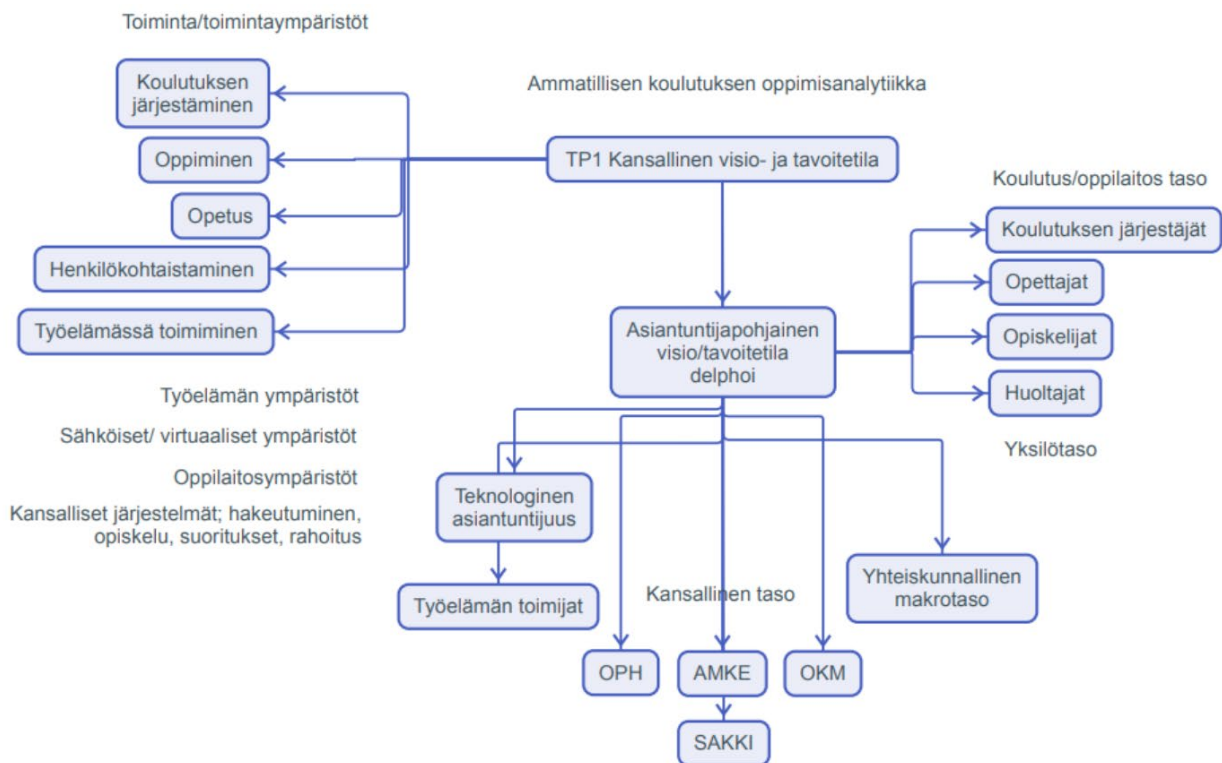 Toiminta/toimintaympäristöt
Koulutuksen
järjestäminen
Ammatillisen koulutuksen oppimisanalytiikka
Oppiminen
TP1 Kansallinen visio- ja tavoitetila
Koulutus/oppilaitos taso
Opetus
Koulutuksen järjestäjät
Henkilökohtaistaminen
Opettajat
Työelämässä toimiminen
Asiantuntijapohjainen
visio/tavoitetila
delphoi
Opiskelijat
Huoltajat
Työelämän ympäristöt
Sähköiset/ virtuaaliset ympäristöt
Yksilötaso
Oppilaitosympäristöt
Teknologinen
asiantuntijuus
Kansalliset järjestelmät; hakeutuminen,
opiskelu, suoritukset, rahoitus
Yhteiskunnallinen
makrotaso
Työelämän toimijat
Kansallinen taso
OPH
AMKE
OKM
SAKKI